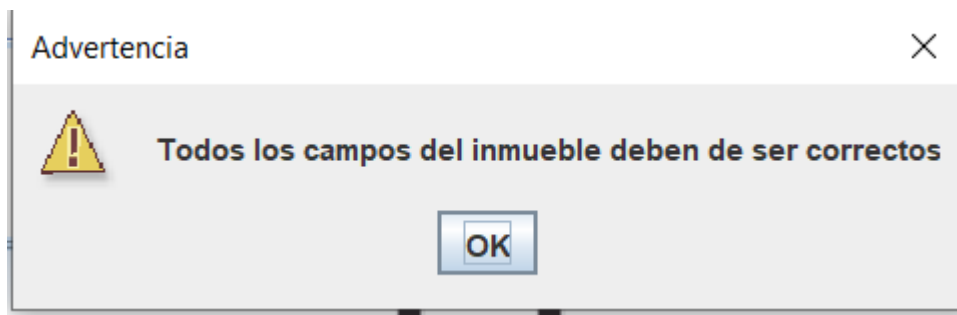 Advertencia
Todos los campos del inmueble deben de ser correctos
OK